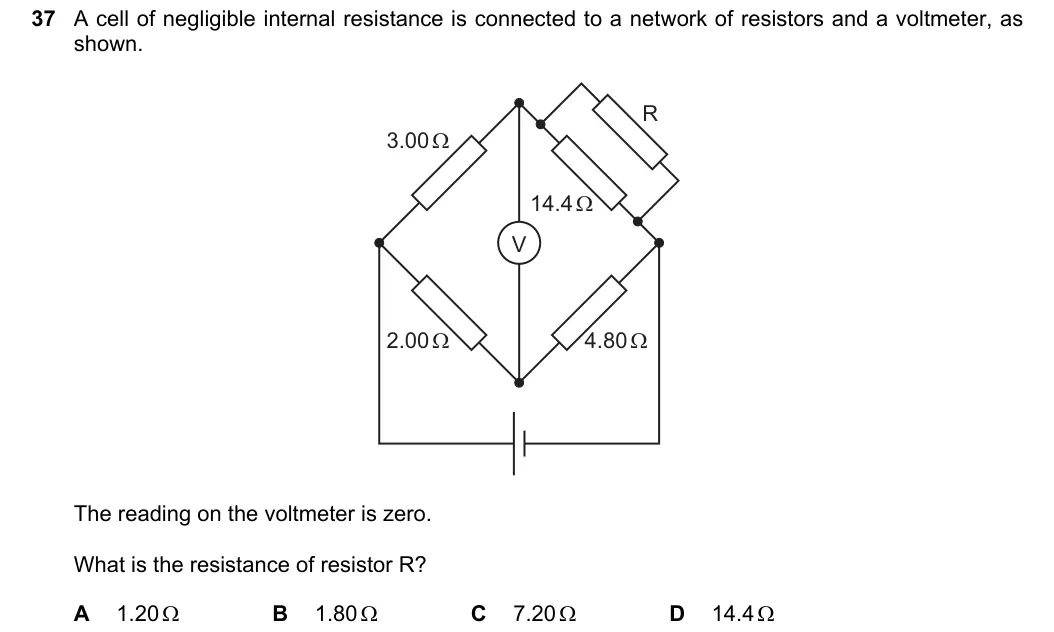 37 A cell of negligible internal resistance is connected to a network of resistors and a voltmeter, as
shown.
R
3.00 Ω
14.4 Ω
V
2.00 Ω
4.80 Ω
The reading on the voltmeter is zero.
What is the resistance of resistor R?
A 1.20 Ω B 1.80 Ω C 7.20 Ω D 14.4 Ω